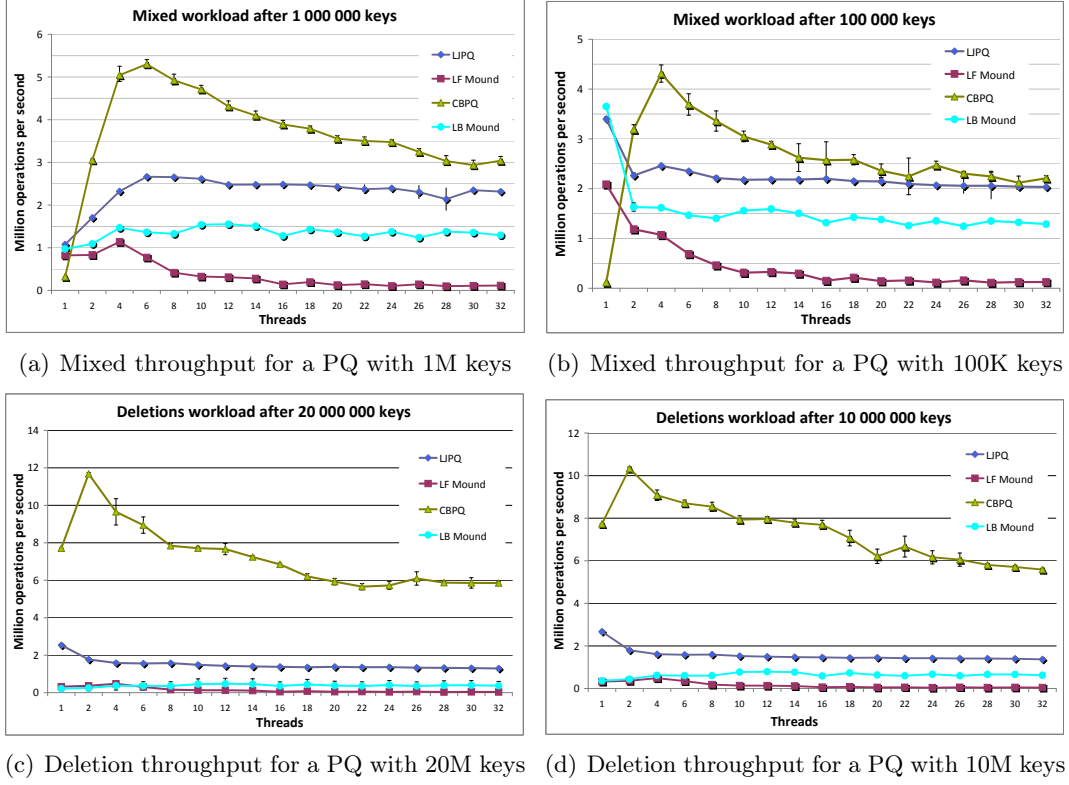 Mixed workload after 1 000 000 keys
Million operations per second
6
5
4
3
2
1
0
LJPQ
LF Mound
CBPQ
LB Mound
1 2 4 6 8 10 12 14 16 18 20 22 24 26 28 30 32
Threads
(a) Mixed throughput for a PQ with 1M keys
Mixed workload after 100 000 keys
Million operations per second
5
4
3
2
1
0
LJPQ
LF Mound
CBPQ
LB Mound
1 2 4 6 8 10 12 14 16 18 20 22 24 26 28 30 32
Threads
(b) Mixed throughput for a PQ with 100K keys
Deletions workload after 20 000 000 keys
Million operations per second
14
12
10
8
6
4
2
0
LJPQ
LF Mound
CBPQ
LB Mound
1 2 4 6 8 10 12 14 16 18 20 22 24 26 28 30 32
Threads
(c) Deletion throughput for a PQ with 20M keys
Deletions workload after 10 000 000 keys
Million operations per second
12
10
8
6
4
2
0
LJPQ
LF Mound
CBPQ
LB Mound
1 2 4 6 8 10 12 14 16 18 20 22 24 26 28 30 32
Threads
(d) Deletion throughput for a PQ with 10M keys